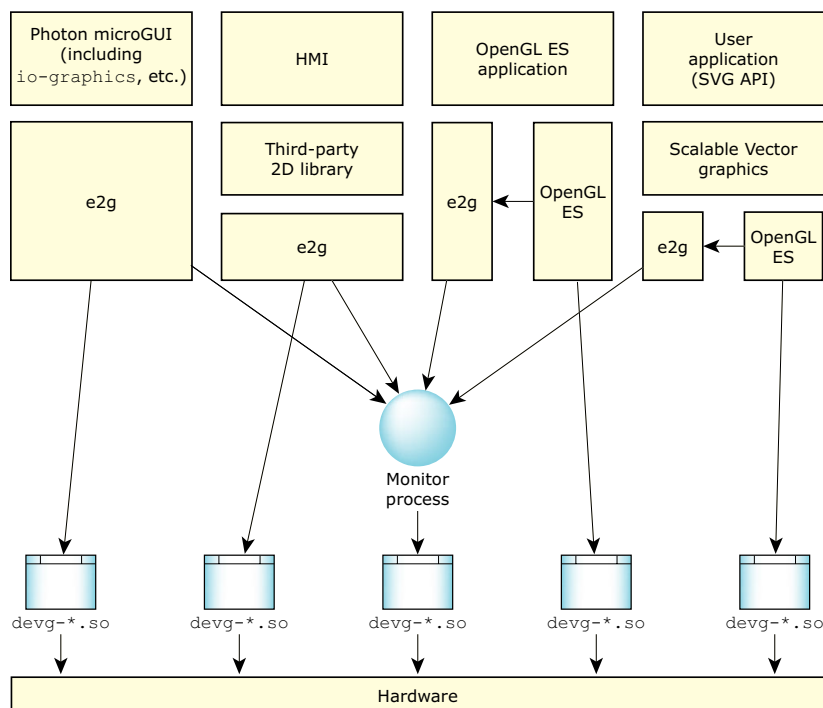 Photon microGUI
(including
io-graphics, etc.)
HMI
OpenGL ES
application
User
application
(SVG API)
e2g
Third-party
2D library
e2g
e2g
OpenGL
ES
Scalable Vector
graphics
e2g
OpenGL
ES
Monitor
process
devg-*.so
devg-*.so
devg-*.so
devg-*.so
devg-*.so
Hardware